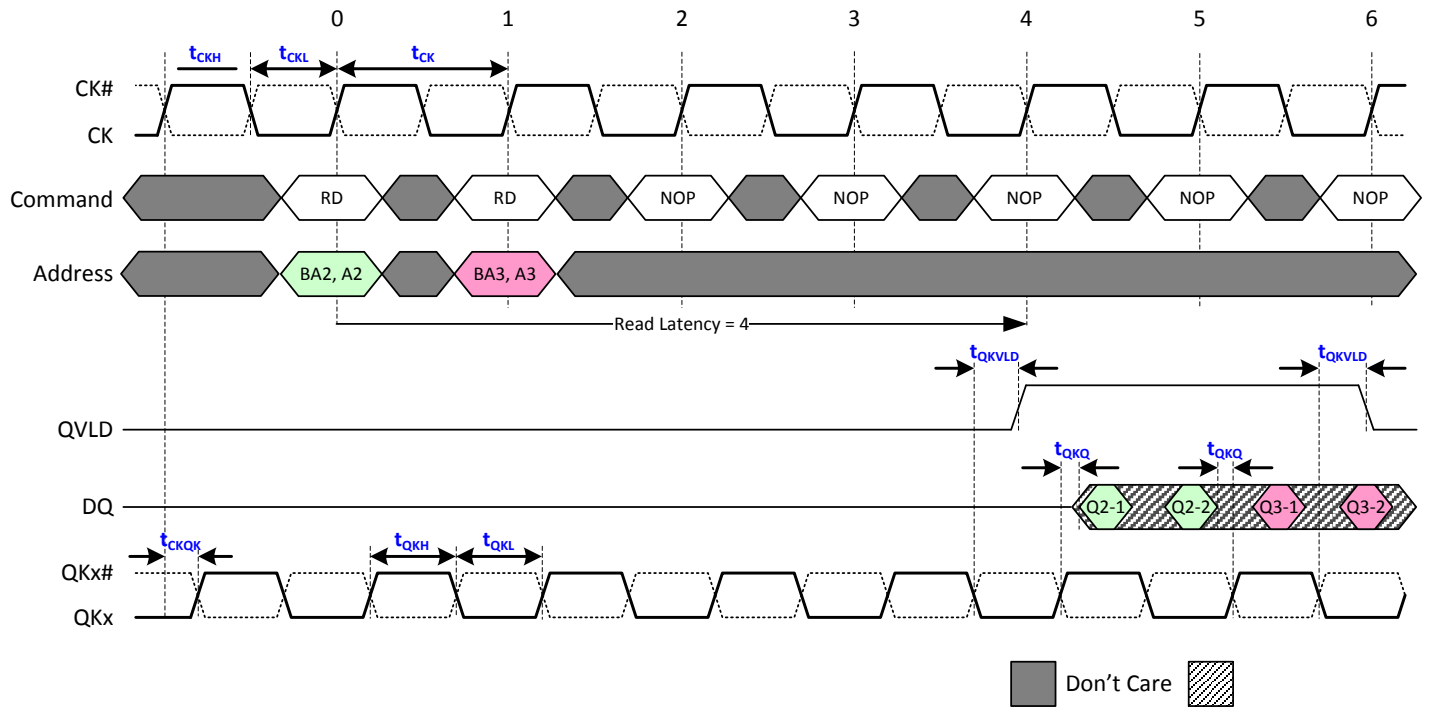 0 1 2 3 4 5 6
tCKH tCKL tCK
CK#
CK
Command RD RD NOP NOP NOP NOP NOP
Address BA2, A2 BA3, A3
Read Latency = 4
tQKVLD tQKVLD
QVLD
tQKQ tQKQ
DQ Q2-1 Q2-2 Q3-1 Q3-2
tCKQK tQKH tQKL
QKx#
QKx
Don't Care